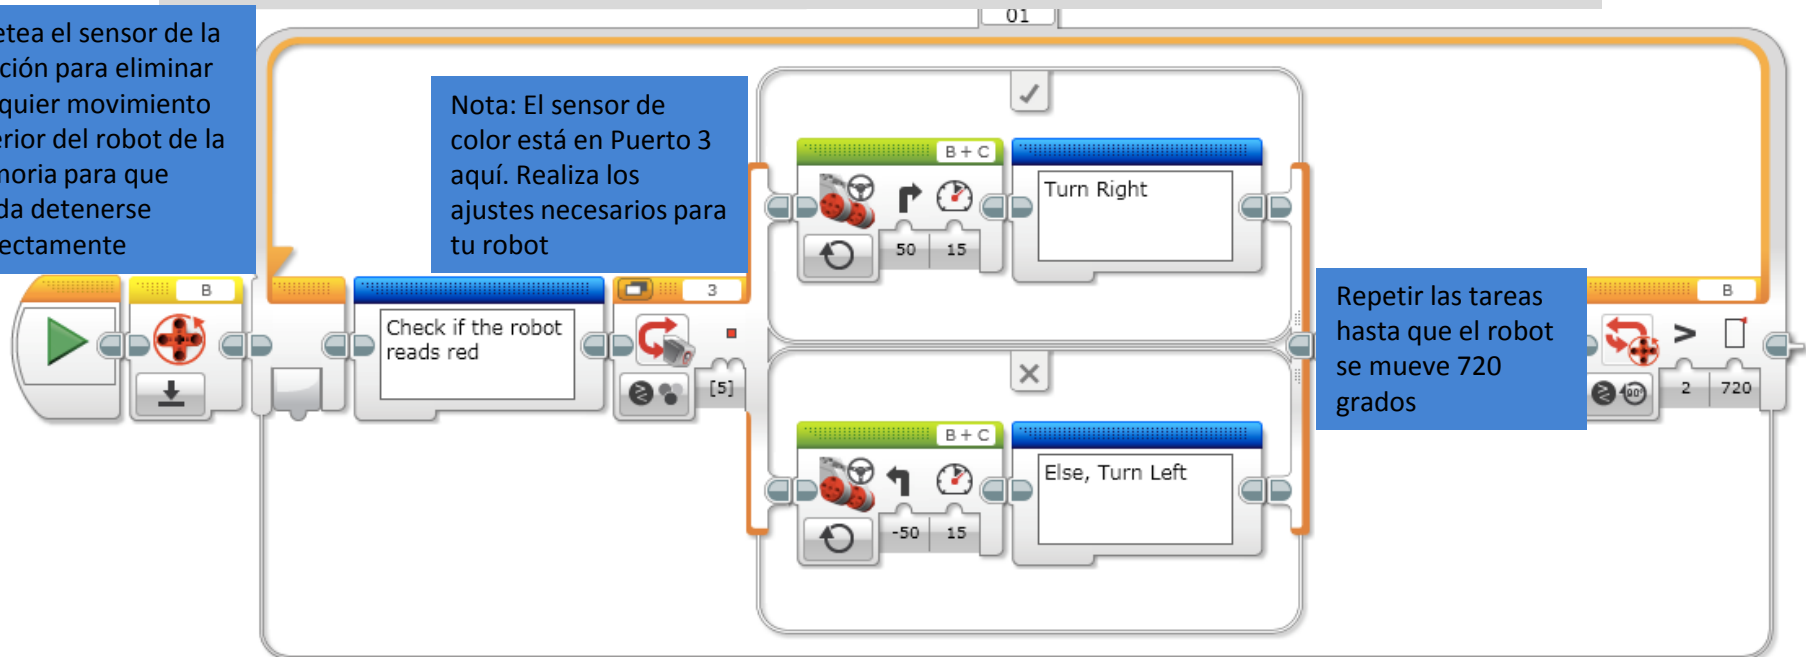 01
etea el sensor de la
ción para eliminar
quier movimiento
erior del robot de la
moria para que
da detenerse
ectamente
Nota: El sensor de
color está en Puerto 3
aquí. Realiza los
ajustes necesarios para
tu robot
B + C
Turn Right
50 15
B
Check if the robot
reads red
3
[5]
B + C
Else, Turn Left
-50 15
Repetir las tareas
hasta que el robot
se mueve 720
grados
B
>
90°
2 720